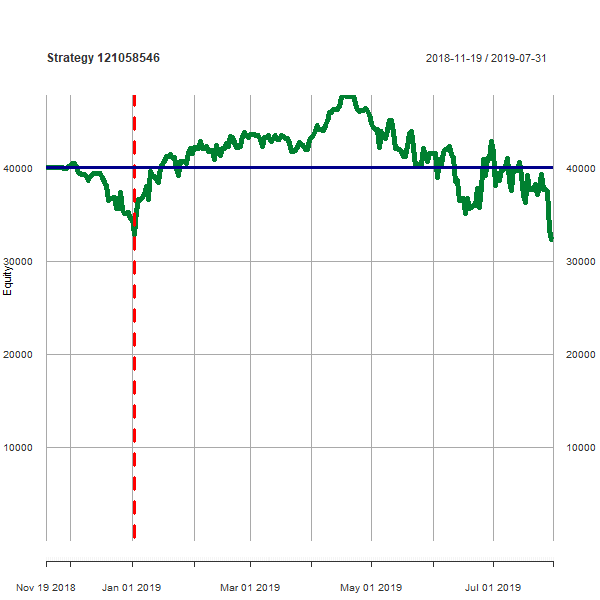 Strategy 121058546
2018-11-19 / 2019-07-31
40000
40000
30000
30000
Equity
20000
20000
10000
10000
Nov 19 2018
Jan 01 2019
Mar 01 2019
May 01 2019
Jul 01 2019